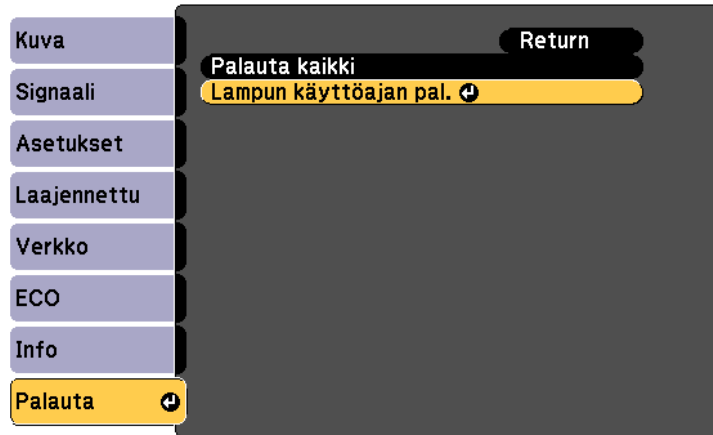 Kuva
Signaali
Asetukset
Laajennettu
Verkko
ECO
Info
Palauta
Return
Palauta kaikki
Lampun käyttöajan pal.